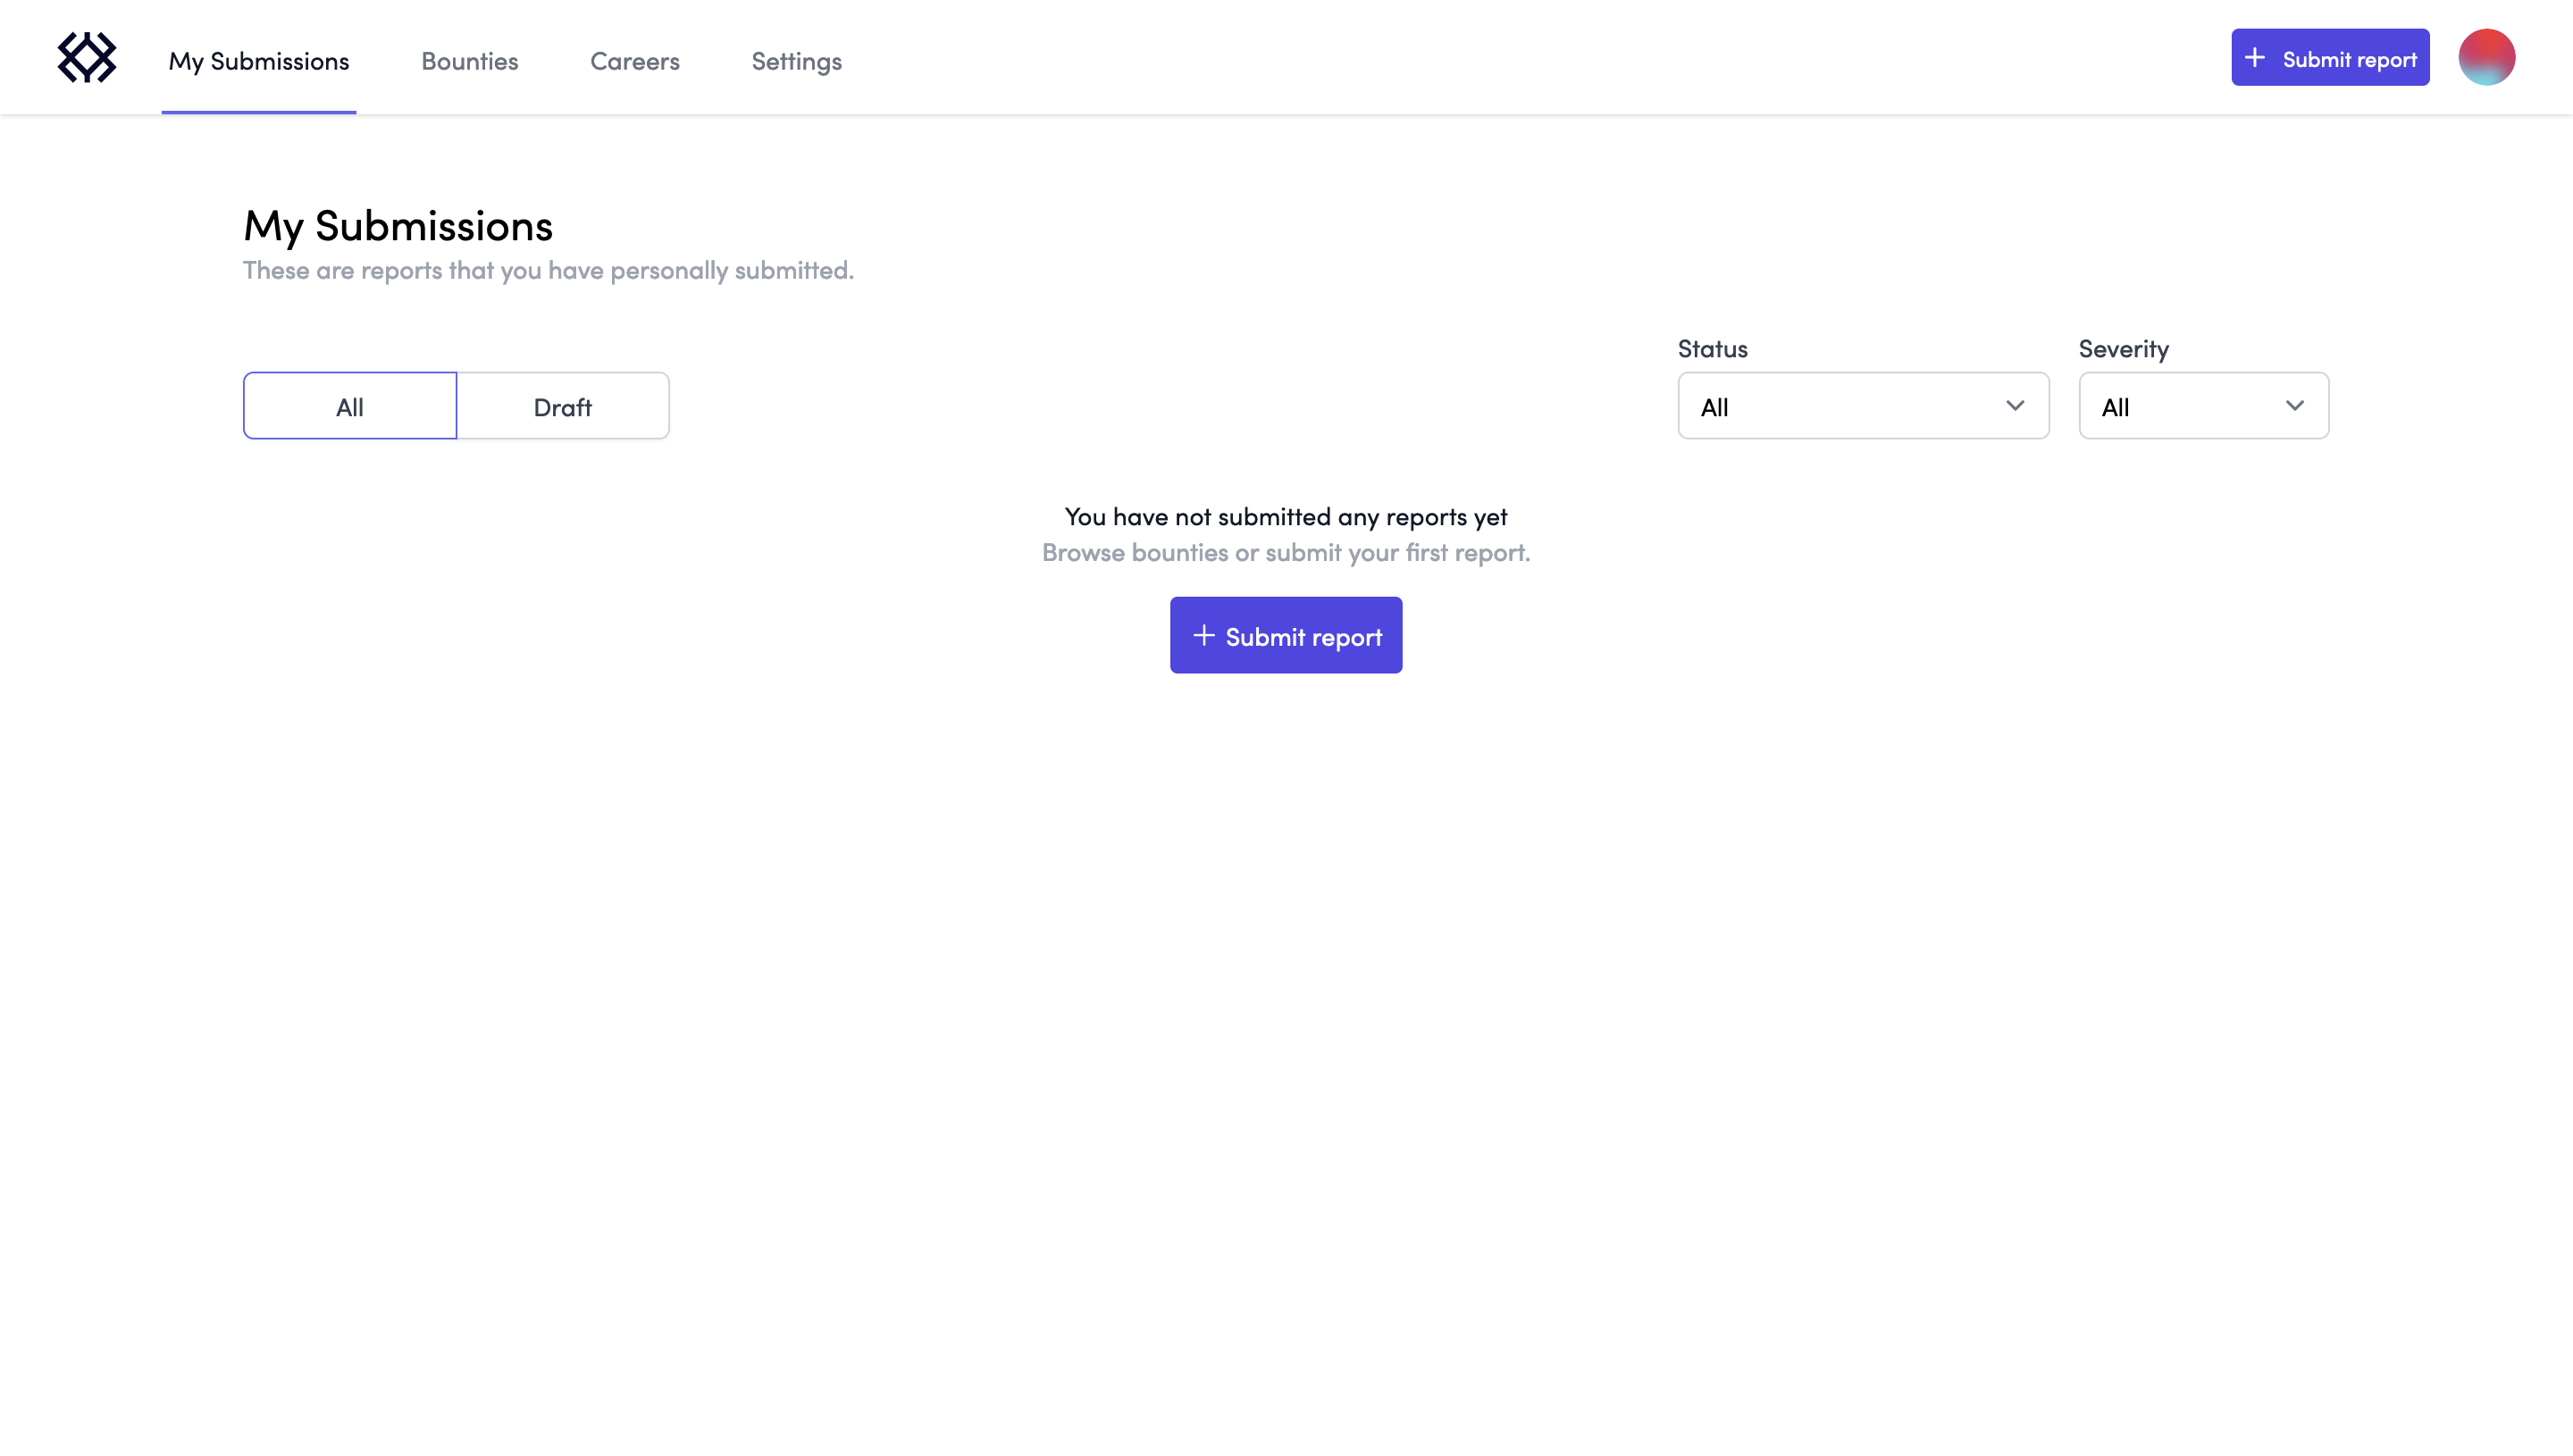 My Submissions
Bounties
Careers
Settings
Submit report
My Submissions
These are reports that you have personally submitted.
Status
Severity
All
Draft
All
All
You have not submitted any reports yet
Browse bounties or submit your first report.
Submit report